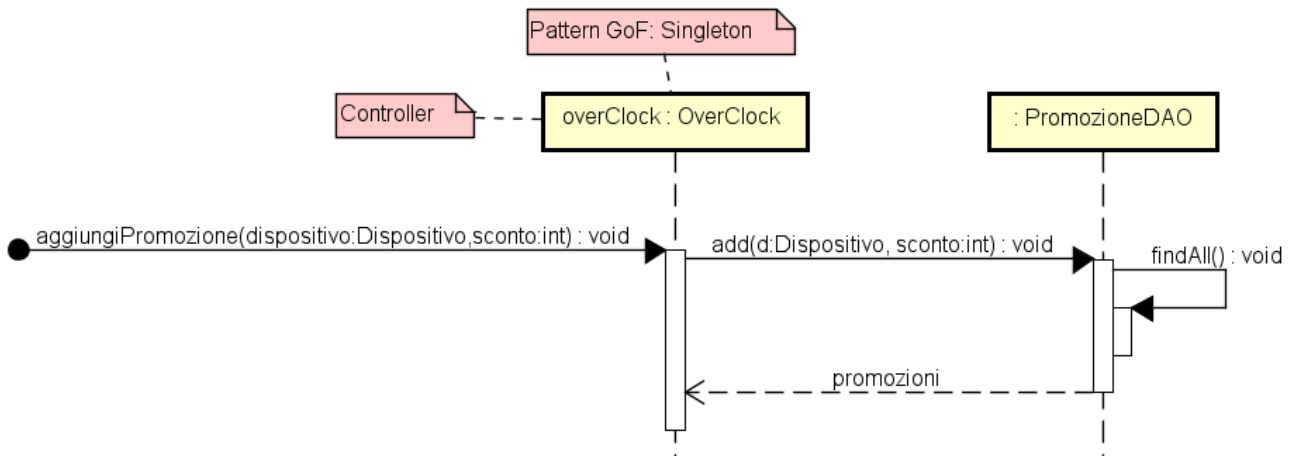 Pattern GoF: Singleton
Controller
overClock : OverClock
: PromozioneDAO
aggiungiPromozione(dispositivo:Dispositivo,sconto:int) : void
add(d:Dispositivo, sconto:int) : void
findAll() : void
promozioni